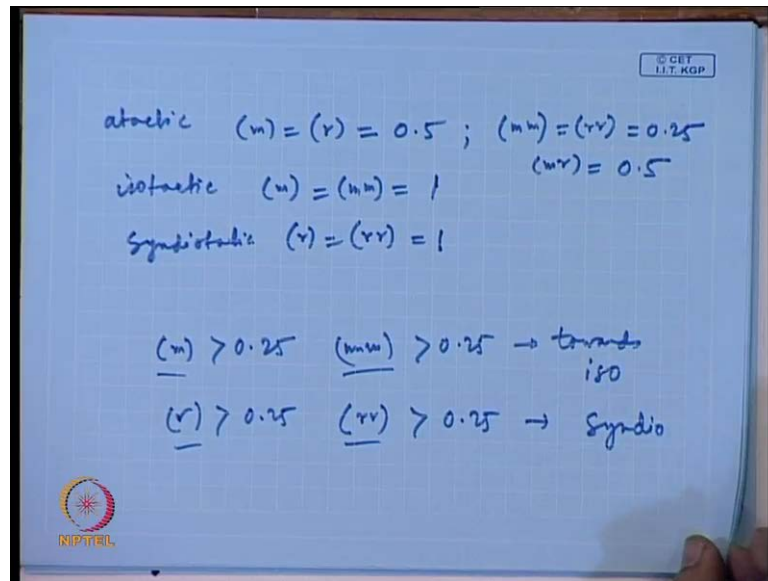 © CET
I.I.T. KGP
atactic (m) = (r) = 0.5 ; (mm) = (rr) = 0.25
(mr) = 0.5
isotactic (m) = (mm) = 1
Syndiotactic (r) = (rr) = 1
(m) > 0.25 (mm) > 0.25 → towards
iso
(r) > 0.25 (rr) > 0.25 → Syndio
NPTEL